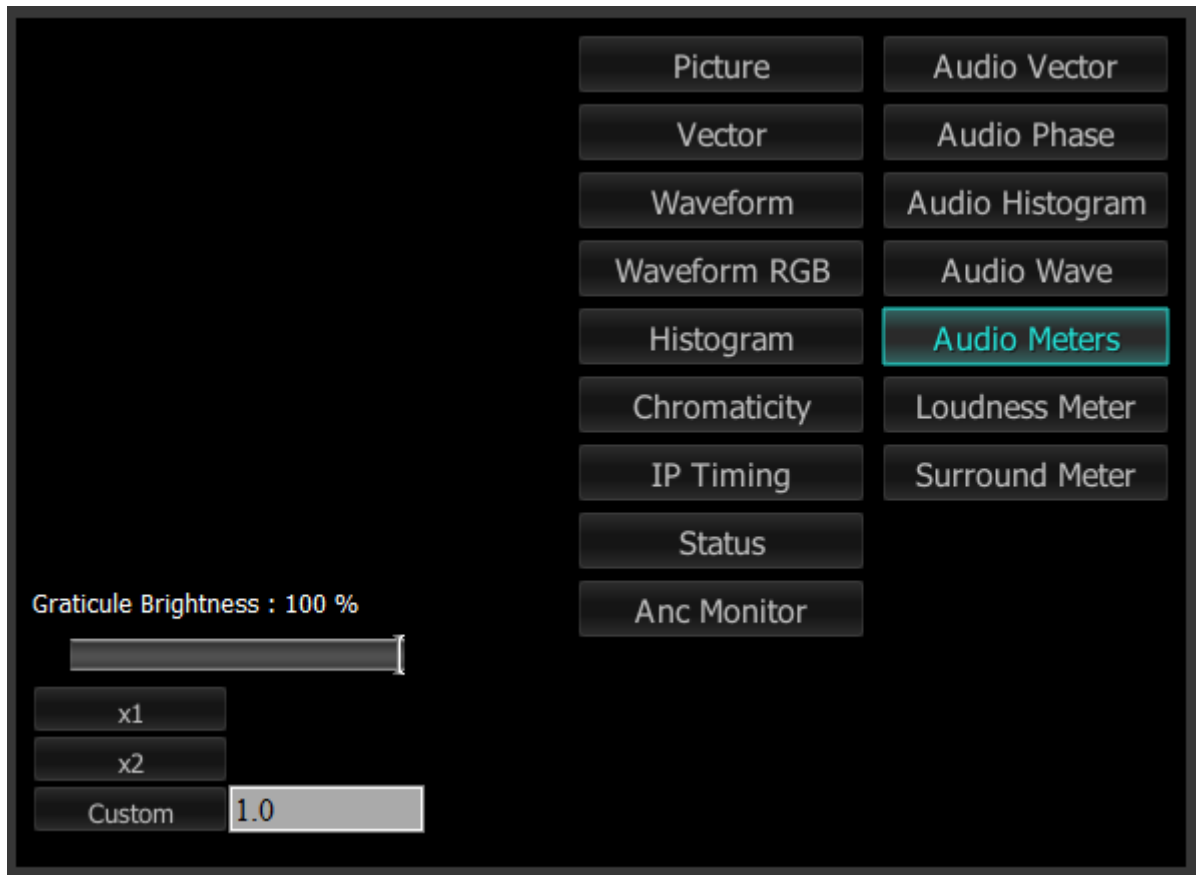 Picture
Audio Vector
Vector
Audio Phase
Waveform
Audio Histogram
Waveform RGB
Audio Wave
Histogram
Audio Meters
Chromaticity
Loudness Meter
IP Timing
Surround Meter
Status
Graticule Brightness : 100 %
Anc Monitor
x1
x2
Custom
1.0